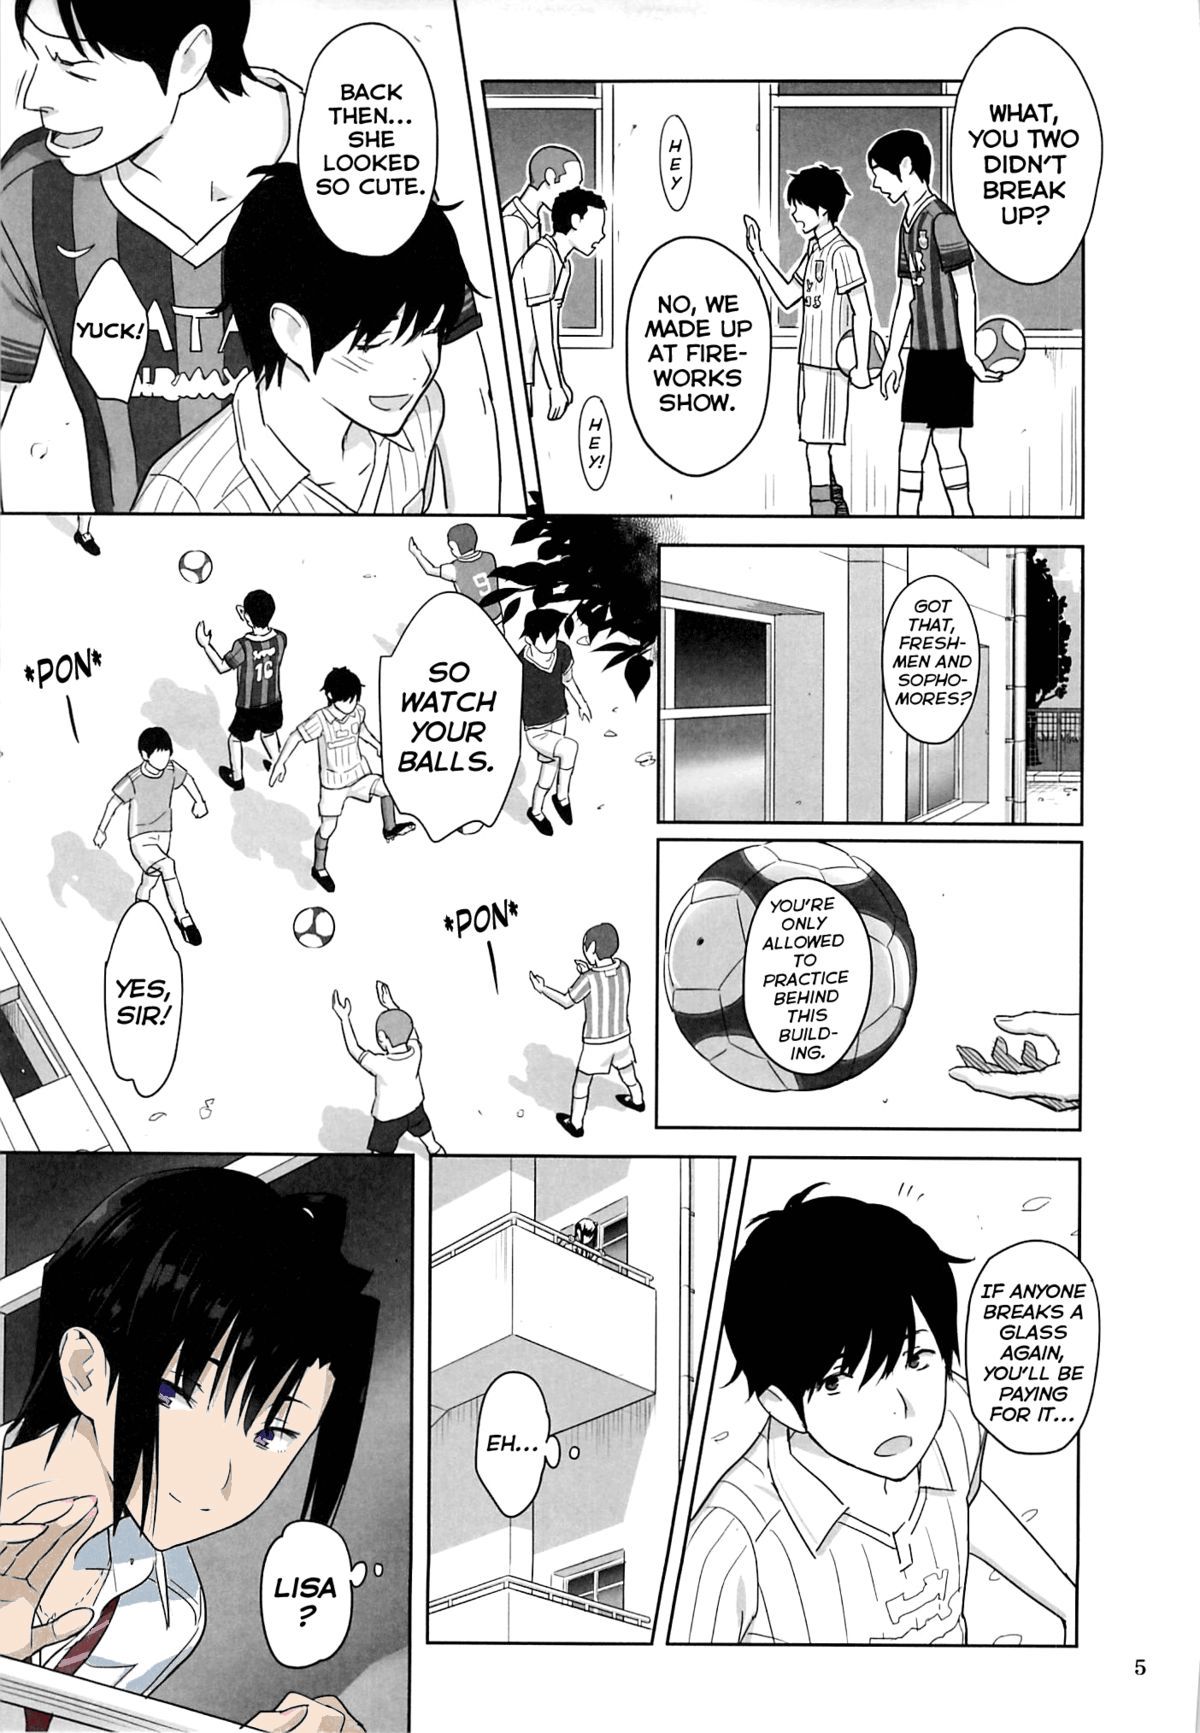 WHAT,
YOU TWO
DIDN'T
BREAK
UP?
HEY
NO, WE
MADE UP
AT FIRE-
WORKS
SHOW.
HEY!
BACK
THEN...
SHE
LOOKED
SO CUTE.
YUCK!
GOT
THAT,
FRESH-
MEN AND
SOPHO-
MORES?
YOU'RE
ONLY
ALLOWED
TO
PRACTICE
BEHIND
THIS
BUILD-
ING.
SO
WATCH
YOUR
BALLS.
9
16
*PON*
*PON*
YES,
SIR!
IF ANYONE
BREAKS A
GLASS
AGAIN,
YOU'LL BE
PAYING
FOR IT...
EH...
LISA
?
5